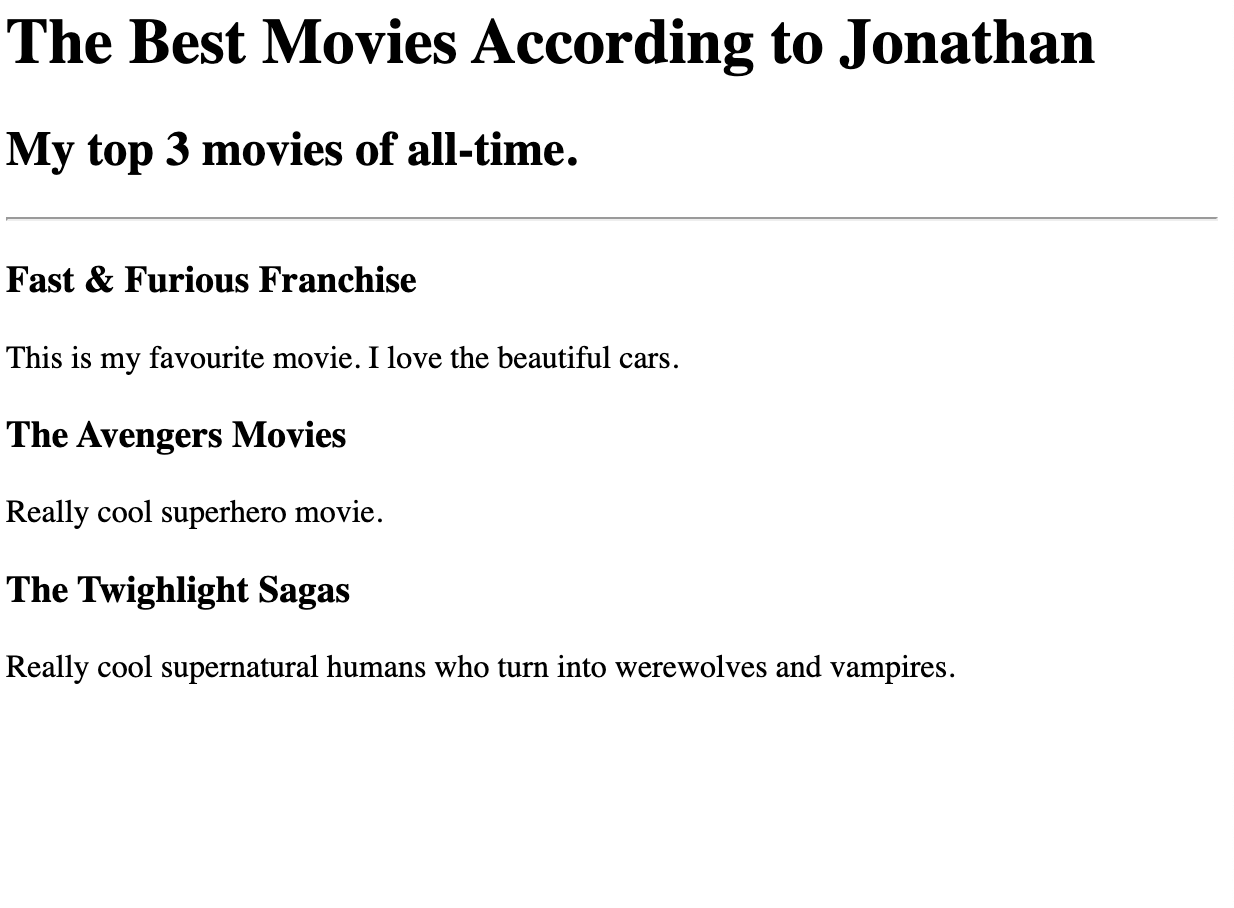 The Best Movies According to Jonathan
My top 3 movies of all-time.
Fast & Furious Franchise
This is my favourite movie. I love the beautiful cars.
The Avengers Movies
Really cool superhero movie.
The Twighlight Sagas
Really cool supernatural humans who turn into werewolves and vampires.